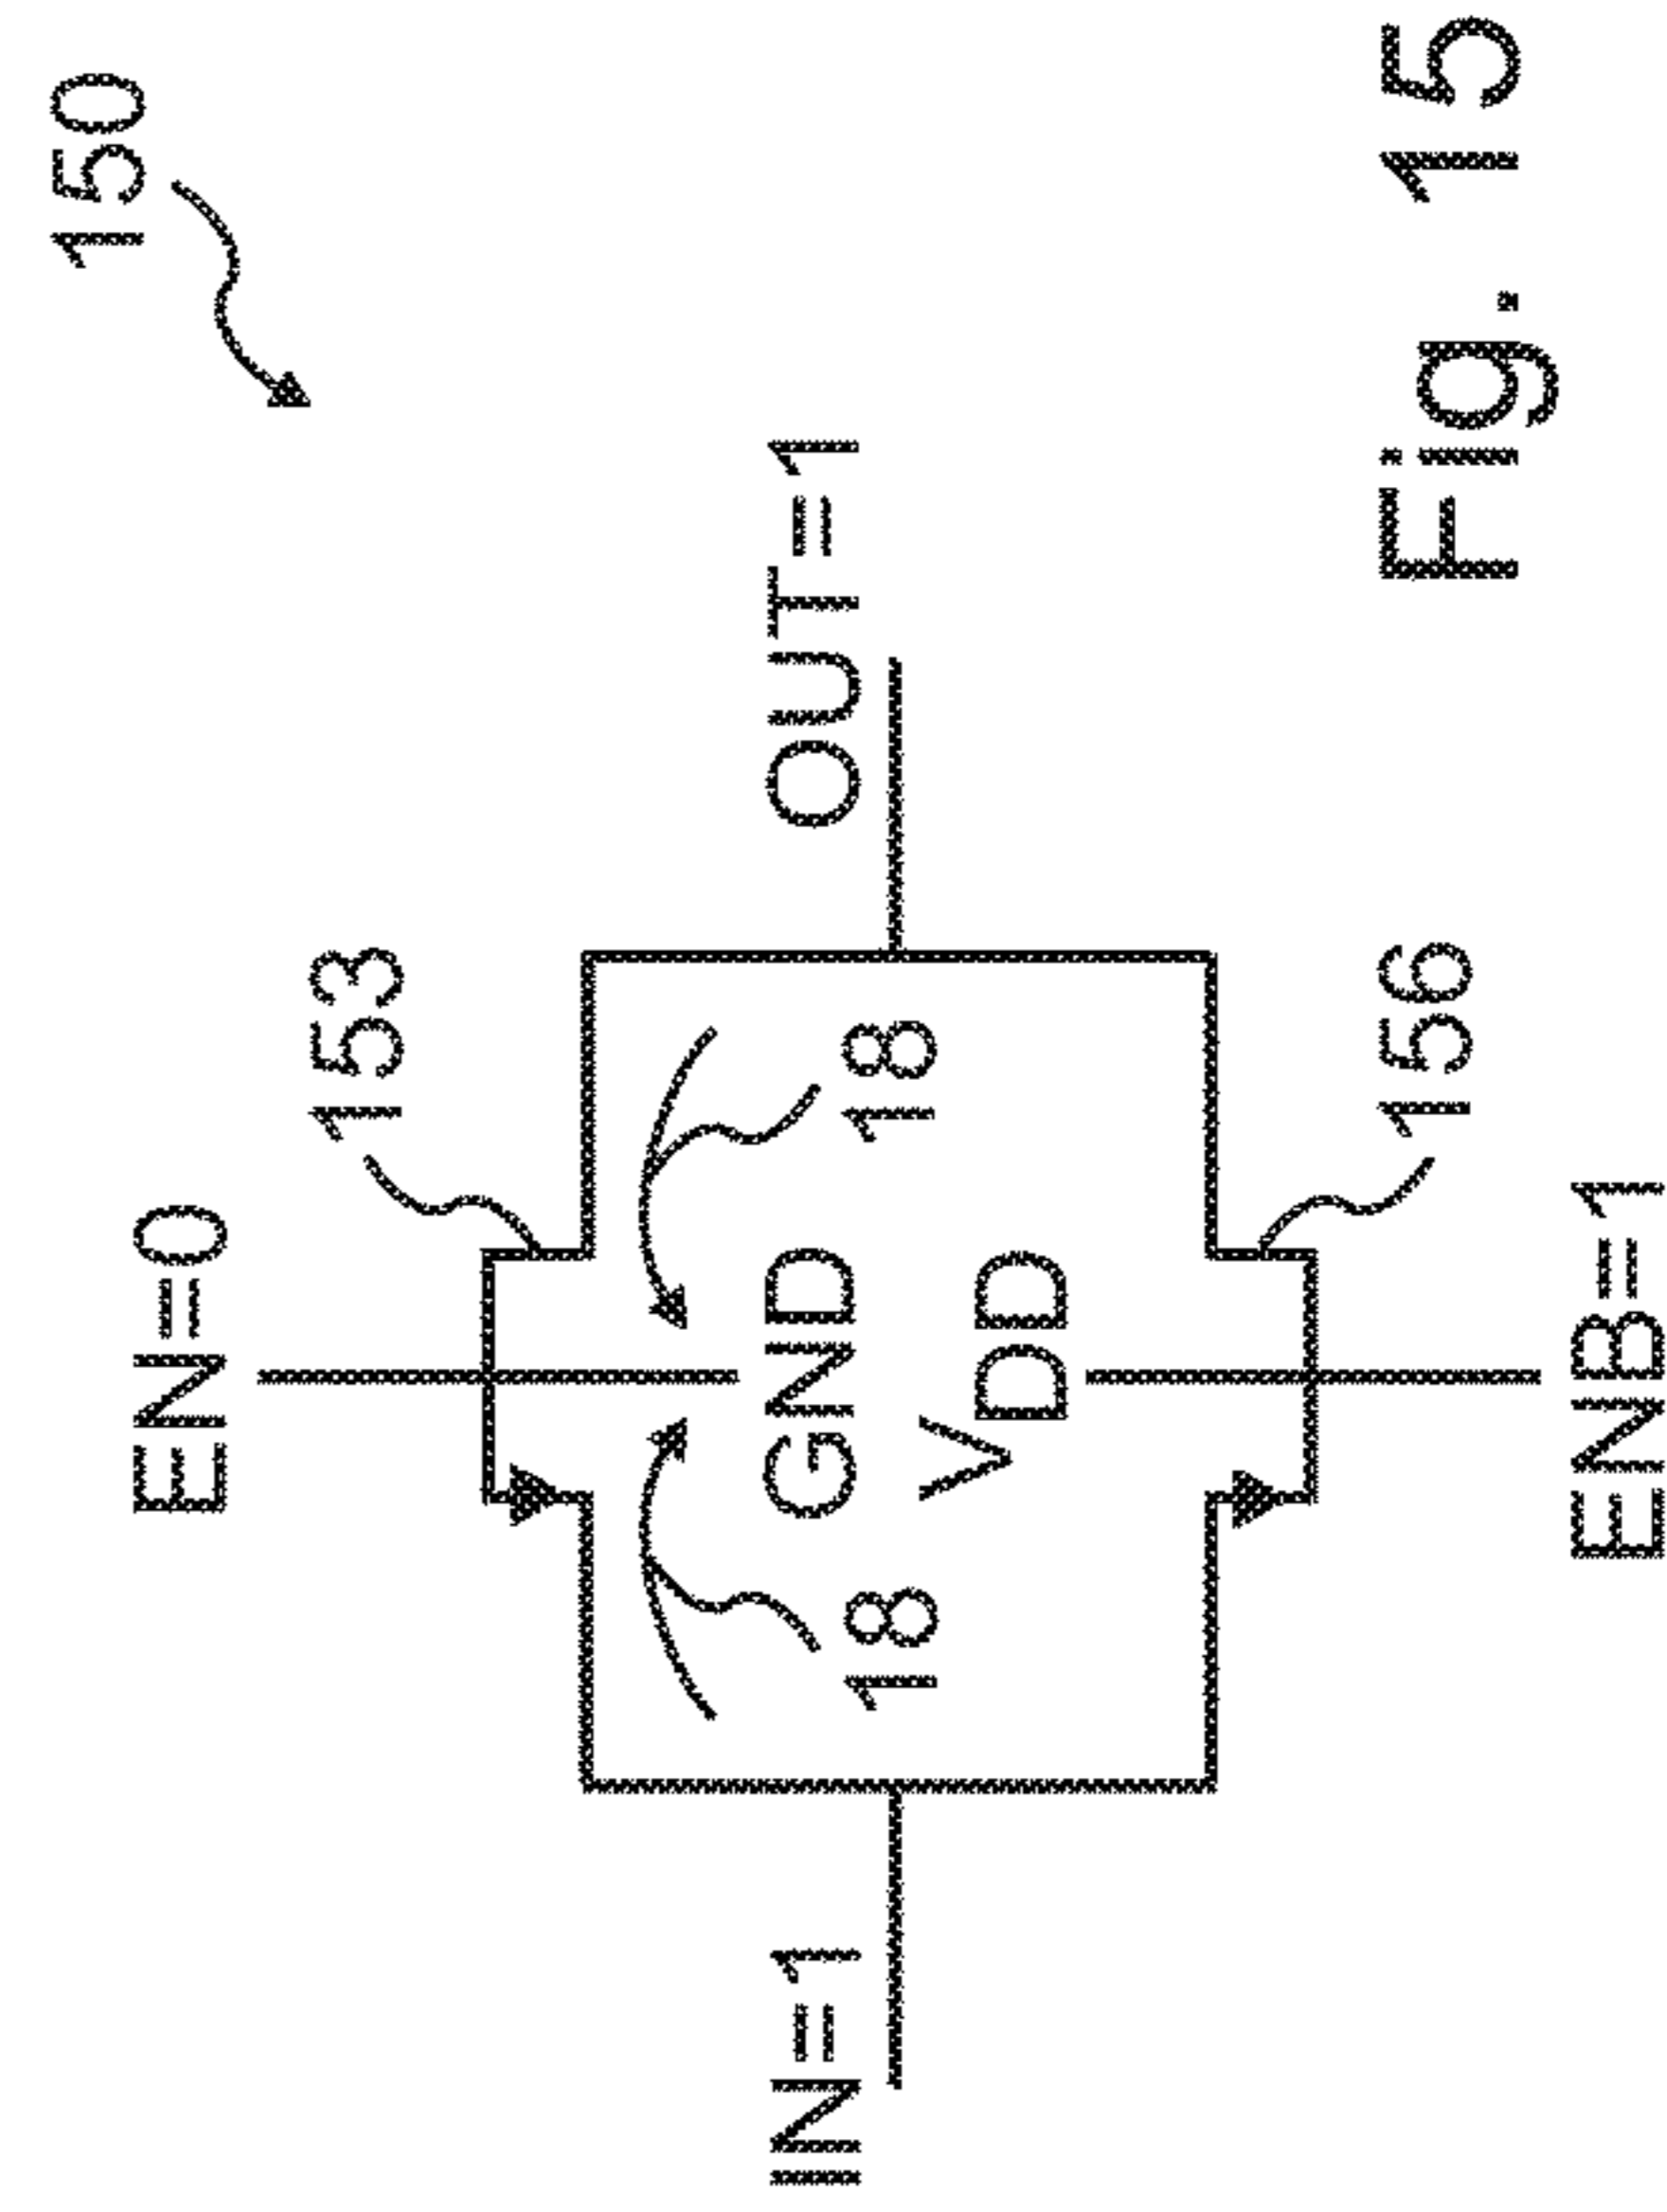 150
EN=0
153
IN=1
OUT=1
GND
18
18
VDD
156
ENB=1
Fig. 15